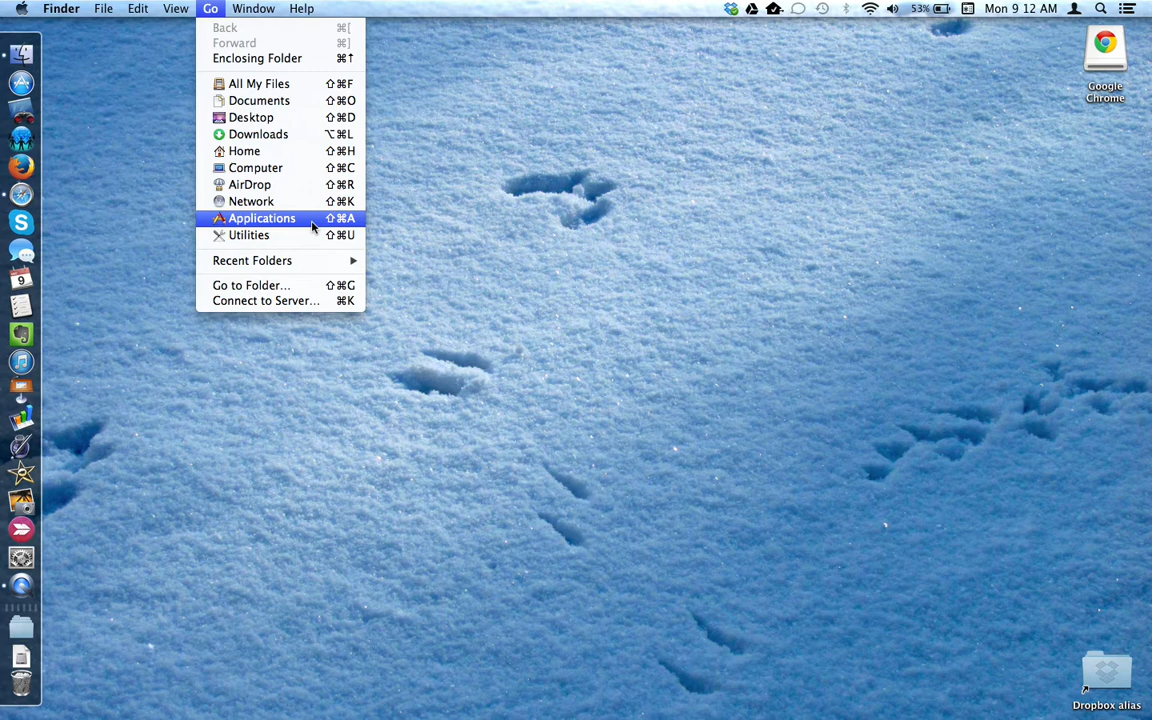 Finder File Edit View Go Window Help 53% Mon 9 12 AM
Back ⌘[
Forward ⌘]
Enclosing Folder ⌘↑
All My Files ⇧⌘F
Documents ⇧⌘O
Desktop ⇧⌘D
Downloads ⌥⌘L
Home ⇧⌘H
Computer ⇧⌘C
AirDrop ⇧⌘R
Network ⇧⌘K
Applications ⇧⌘A
Utilities ⇧⌘U
Recent Folders ▶
Go to Folder... ⇧⌘G
Connect to Server... ⌘K
Google
Chrome
9
Dropbox alias